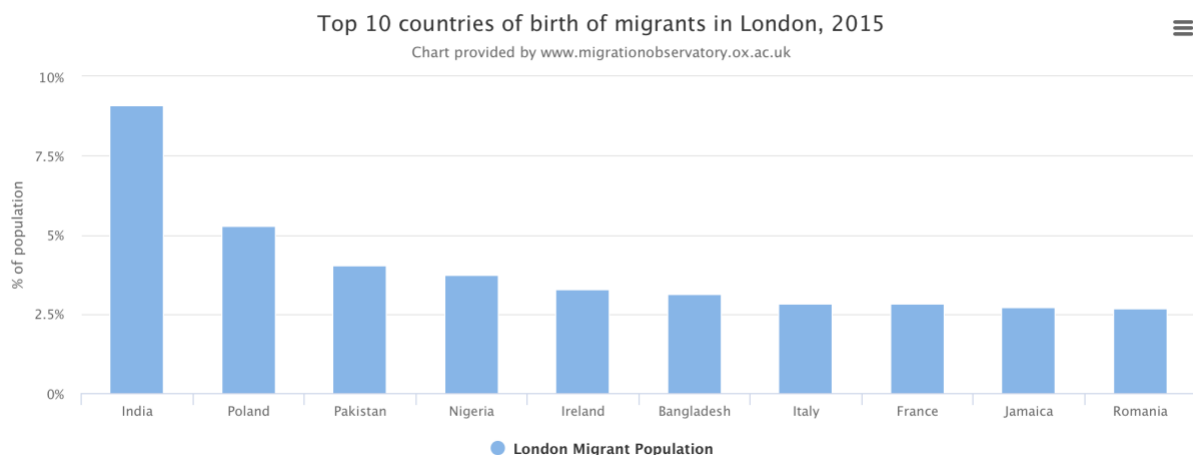 Top 10 countries of birth of migrants in London, 2015
Chart provided by www.migrationobservatory.ox.ac.uk
% of population
10%
7.5%
5%
2.5%
0%
India Poland Pakistan Nigeria Ireland Bangladesh Italy France Jamaica Romania
London Migrant Population